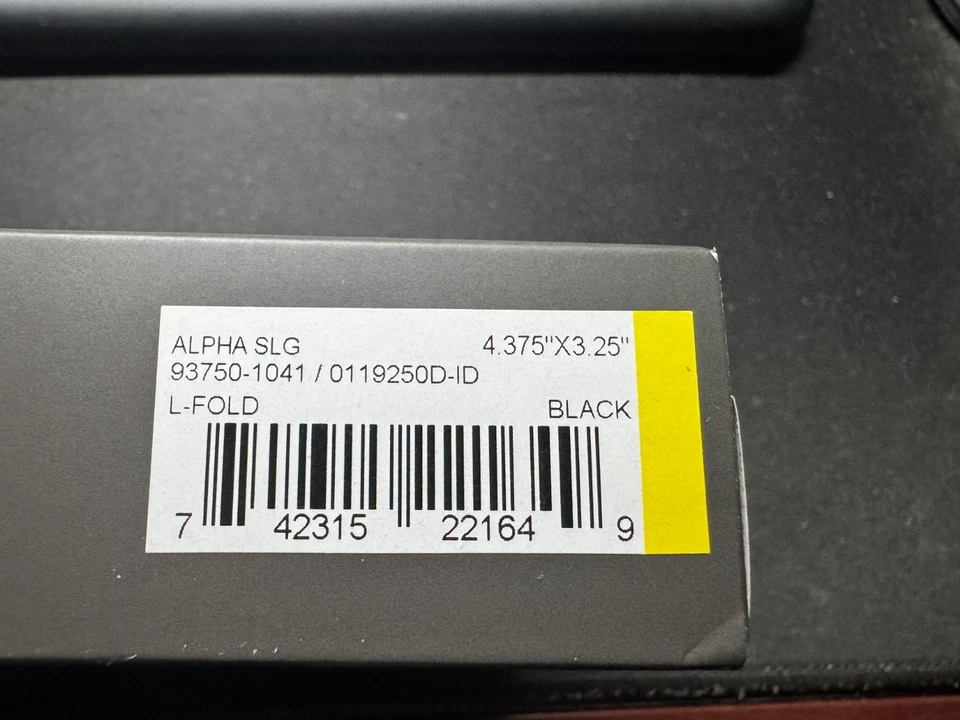 ALPHA SLG 4.375"X3.25"
93750-1041 / 0119250D-ID
L-FOLD BLACK
7 42315 22164 9